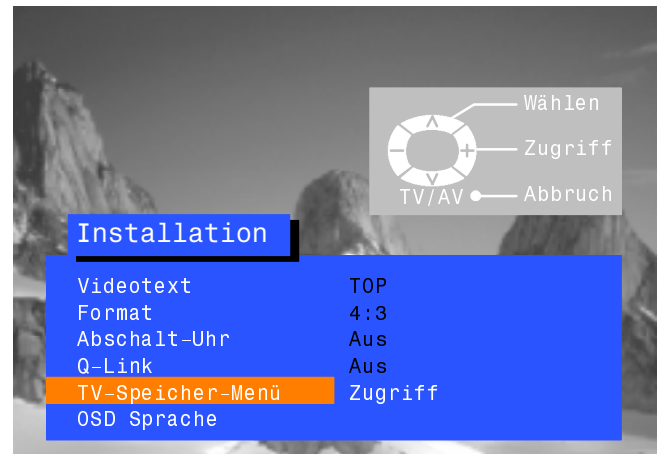 Wählen
Zugriff
TV/AV Abbruch
Installation
Videotext TOP
Format 4:3
Abschalt-Uhr Aus
Q-Link Aus
TV-Speicher-Menü Zugriff
OSD Sprache